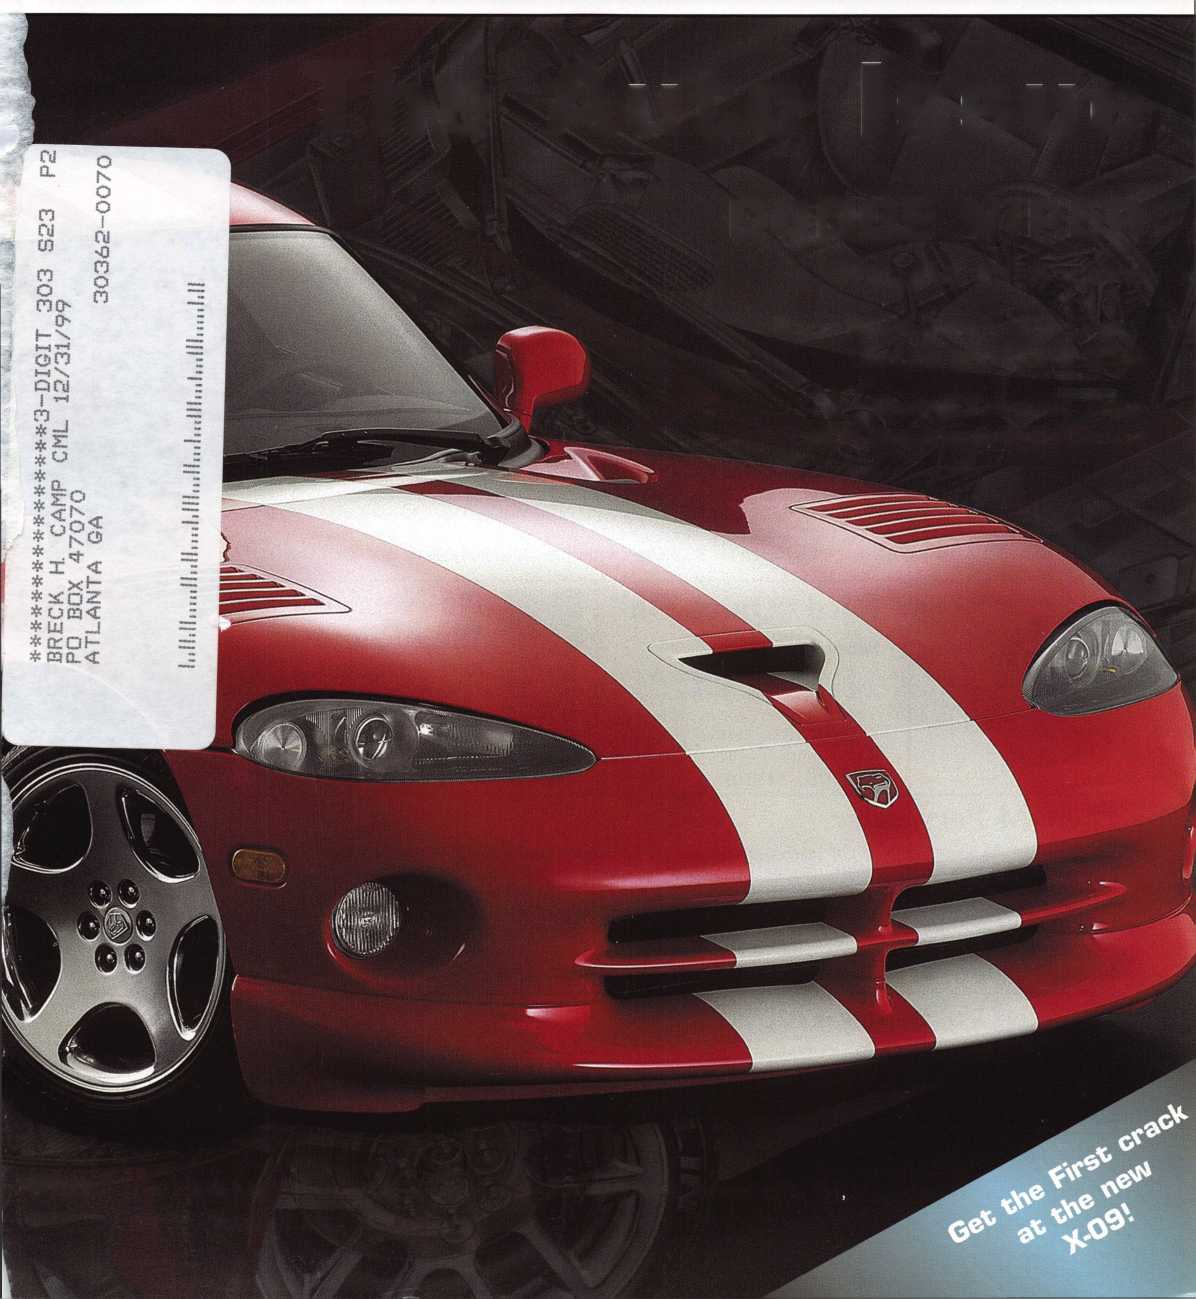 ******************3-DIGIT 303 S23 P2
BRECK H. CAMP CML 12/31/99
PO BOX 47070
ATLANTA GA
30362-0070
Get the First crack
at the new
X-09!